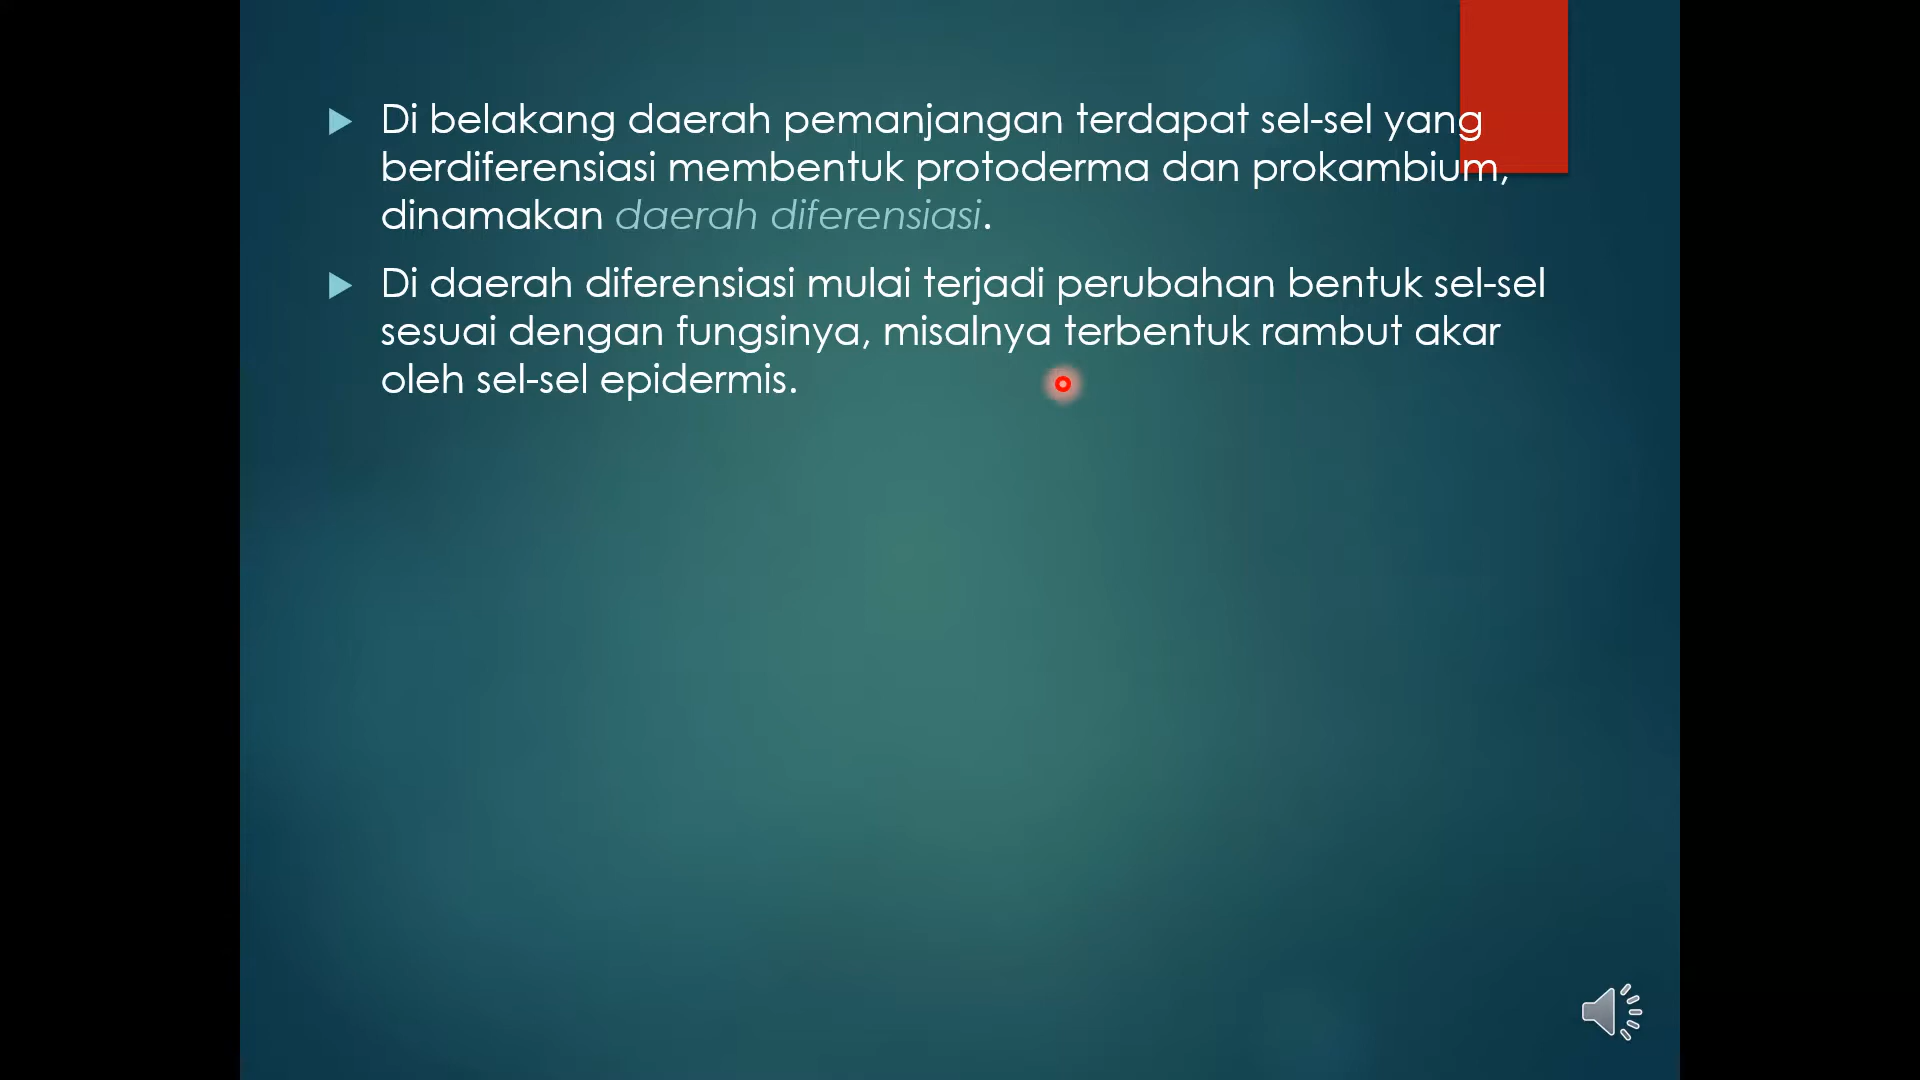 Di belakang daerah pemanjangan terdapat sel-sel yang
berdiferensiasi membentuk protoderma dan prokambium,
dinamakan daerah diferensiasi.
Di daerah diferensiasi mulai terjadi perubahan bentuk sel-sel
sesuai dengan fungsinya, misalnya terbentuk rambut akar
oleh sel-sel epidermis.